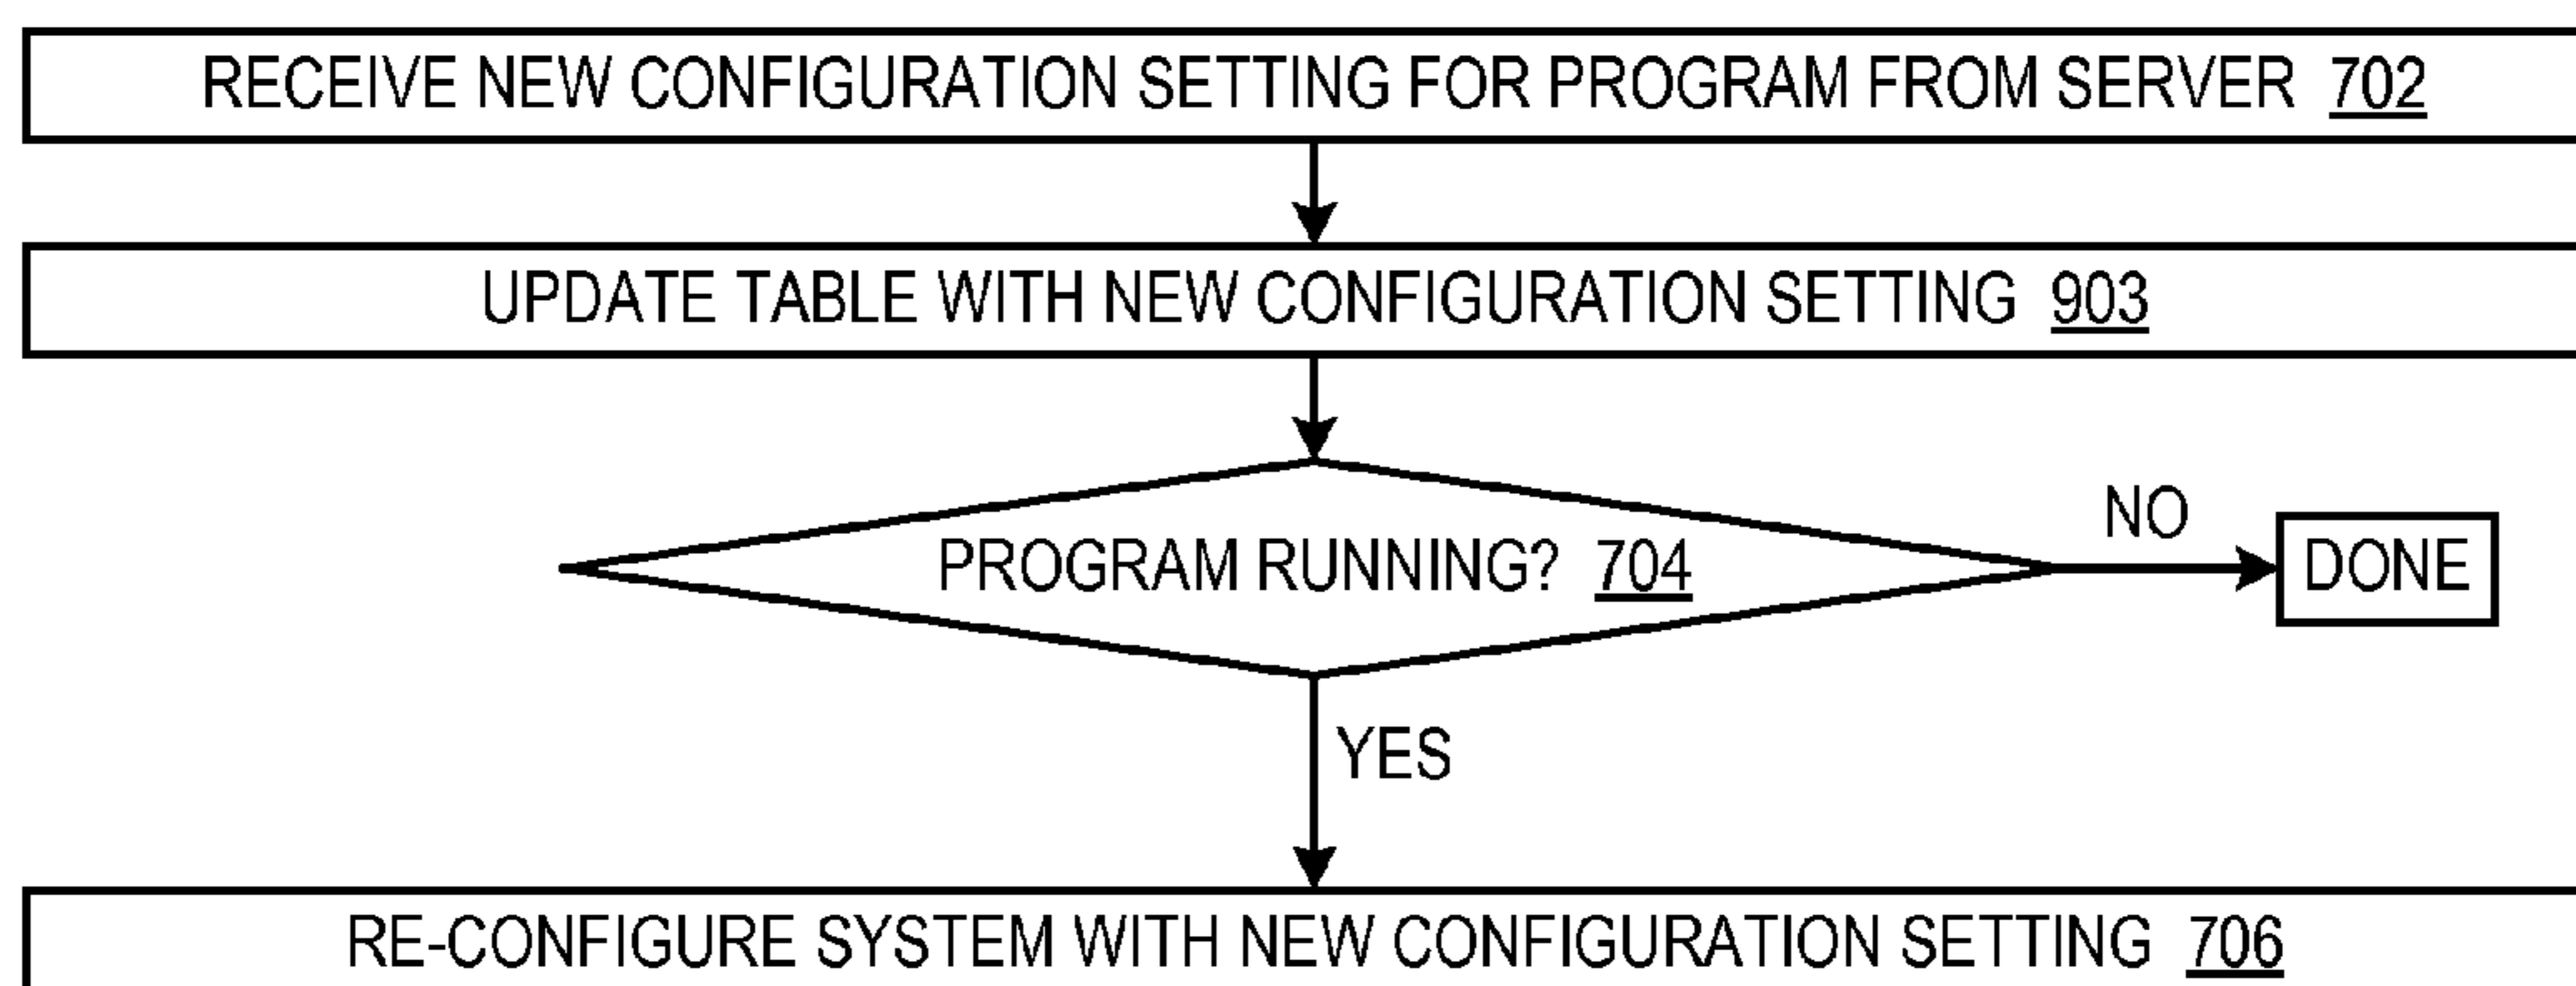 RECEIVE NEW CONFIGURATION SETTING FOR PROGRAM FROM SERVER 702
UPDATE TABLE WITH NEW CONFIGURATION SETTING 903
PROGRAM RUNNING? 704
NO
DONE
YES
RE-CONFIGURE SYSTEM WITH NEW CONFIGURATION SETTING 706